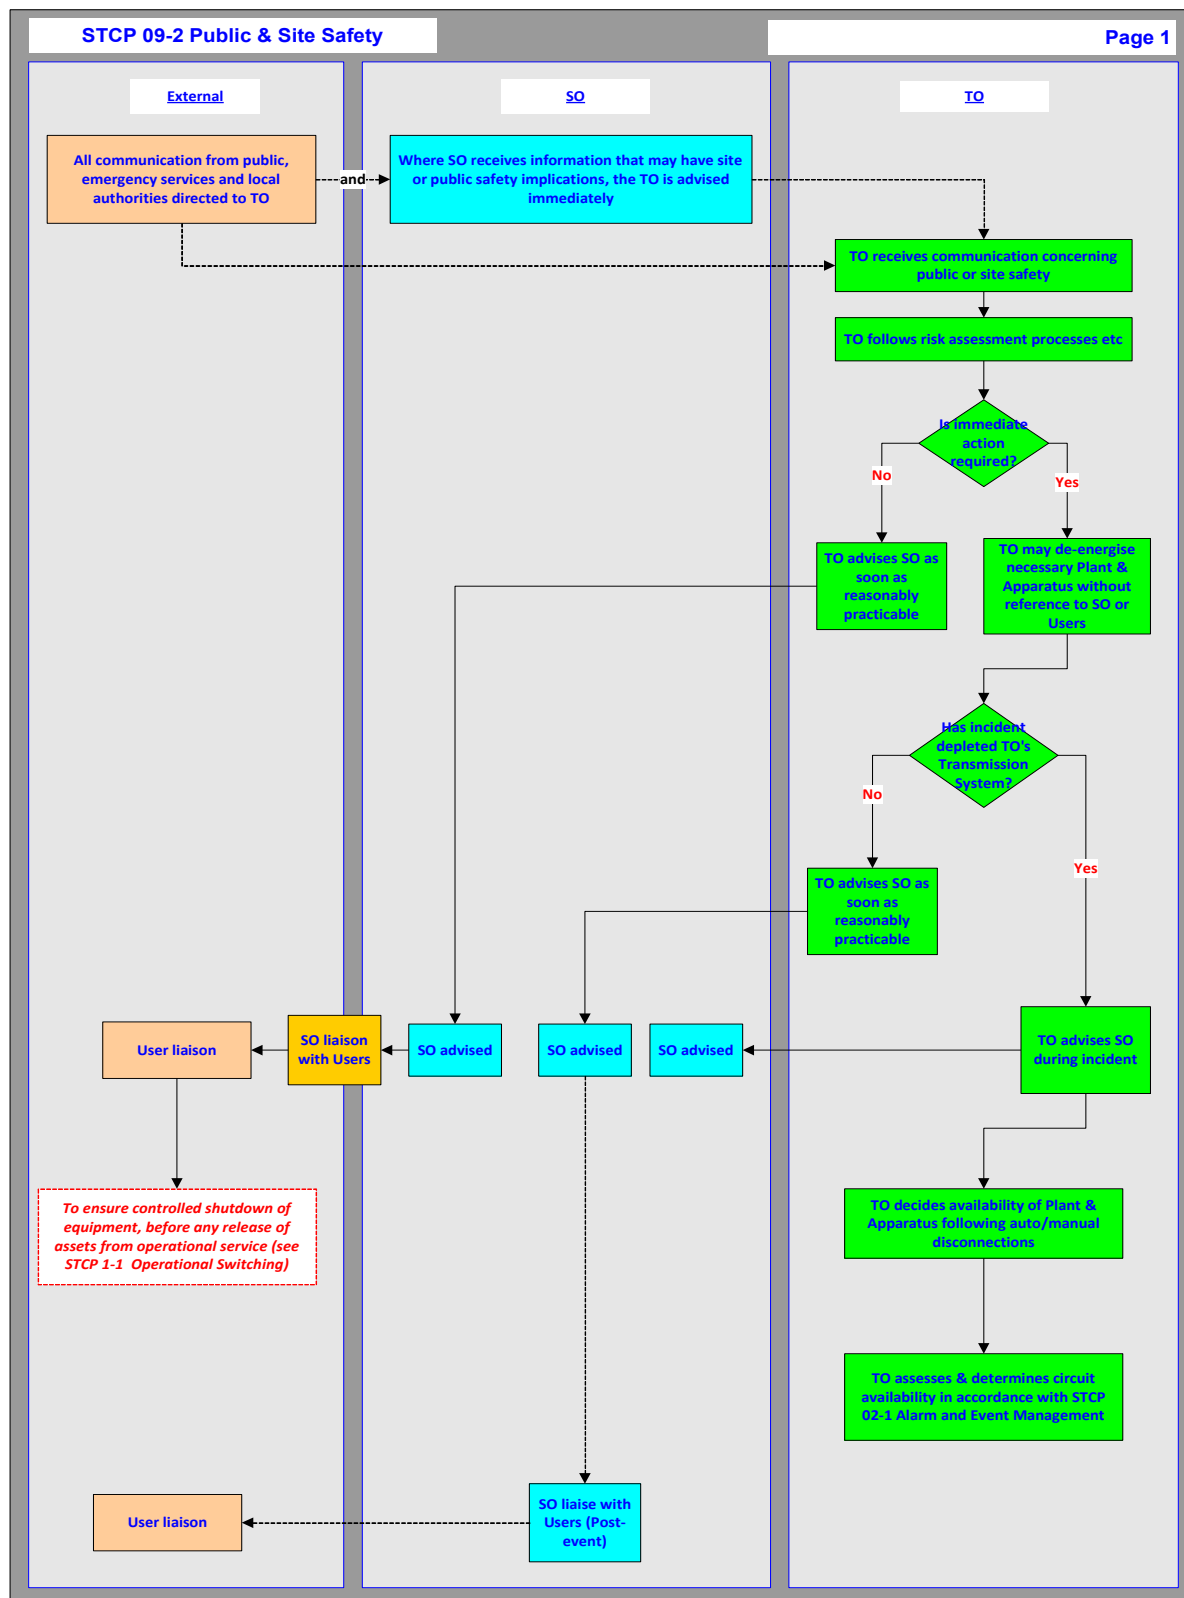 STCP 09-2 Public & Site Safety
Page 1
External
SO
TO
All communication from public,
emergency services and local
authorities directed to TO
and
Where SO receives information that may have site
or public safety implications, the TO is advised
immediately
TO receives communication concerning
public or site safety
TO follows risk assessment processes etc
Is immediate
action
required?
No
Yes
TO advises SO as
soon as
reasonably
practicable
TO may de-energise
necessary Plant &
Apparatus without
reference to SO or
Users
Has incident
depleted TO's
Transmission
System?
No
Yes
TO advises SO as
soon as
reasonably
practicable
User liaison
SO liaison
with Users
SO advised
SO advised
SO advised
TO advises SO
during incident
To ensure controlled shutdown of
equipment, before any release of
assets from operational service (see
STCP 1-1  Operational Switching)
TO decides availability of Plant &
Apparatus following auto/manual
disconnections
TO assesses & determines circuit
availability in accordance with STCP
02-1 Alarm and Event Management
User liaison
SO liaise with
Users (Post-
event)